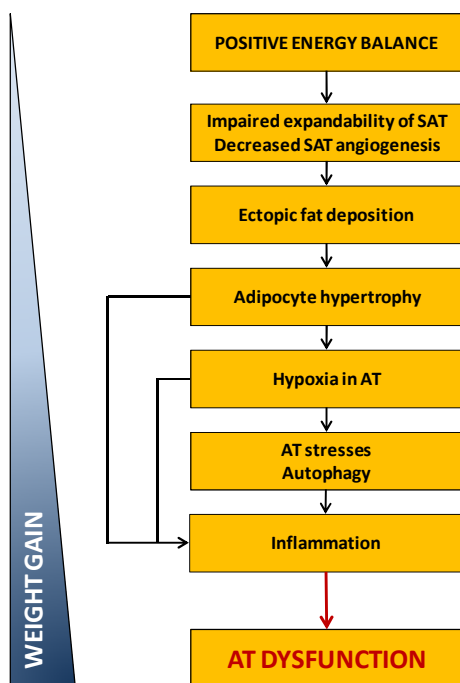 POSITIVE ENERGY BALANCE
Impaired expandability of SAT
Decreased SAT angiogenesis
Ectopic fat deposition
Adipocyte hypertrophy
Hypoxia in AT
AT stresses
Autophagy
Inflammation
AT DYSFUNCTION
WEIGHT GAIN